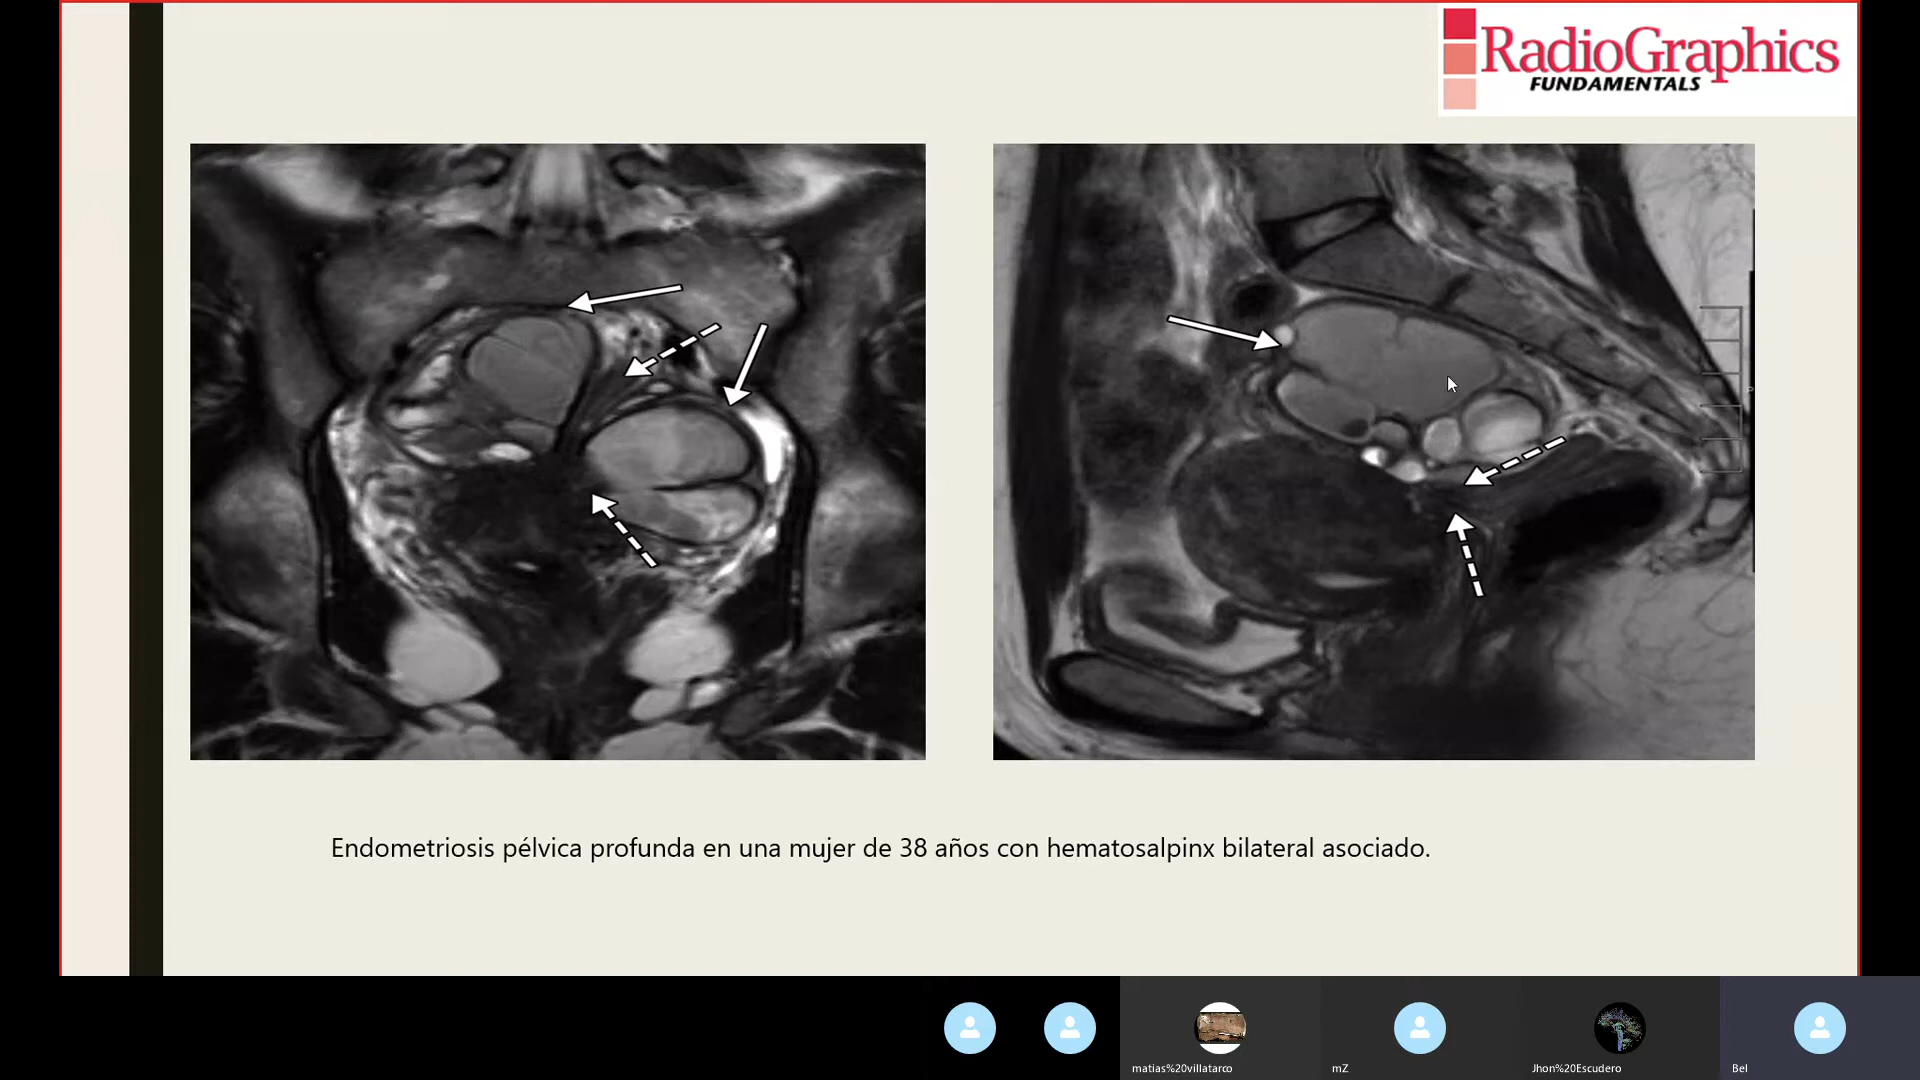 RadioGraphics
FUNDAMENTALS
Endometriosis pélvica profunda en una mujer de 38 años con hematosalpinx bilateral asociado.
matias%20villatarco
mZ
Jhon%20Escudero
Bel